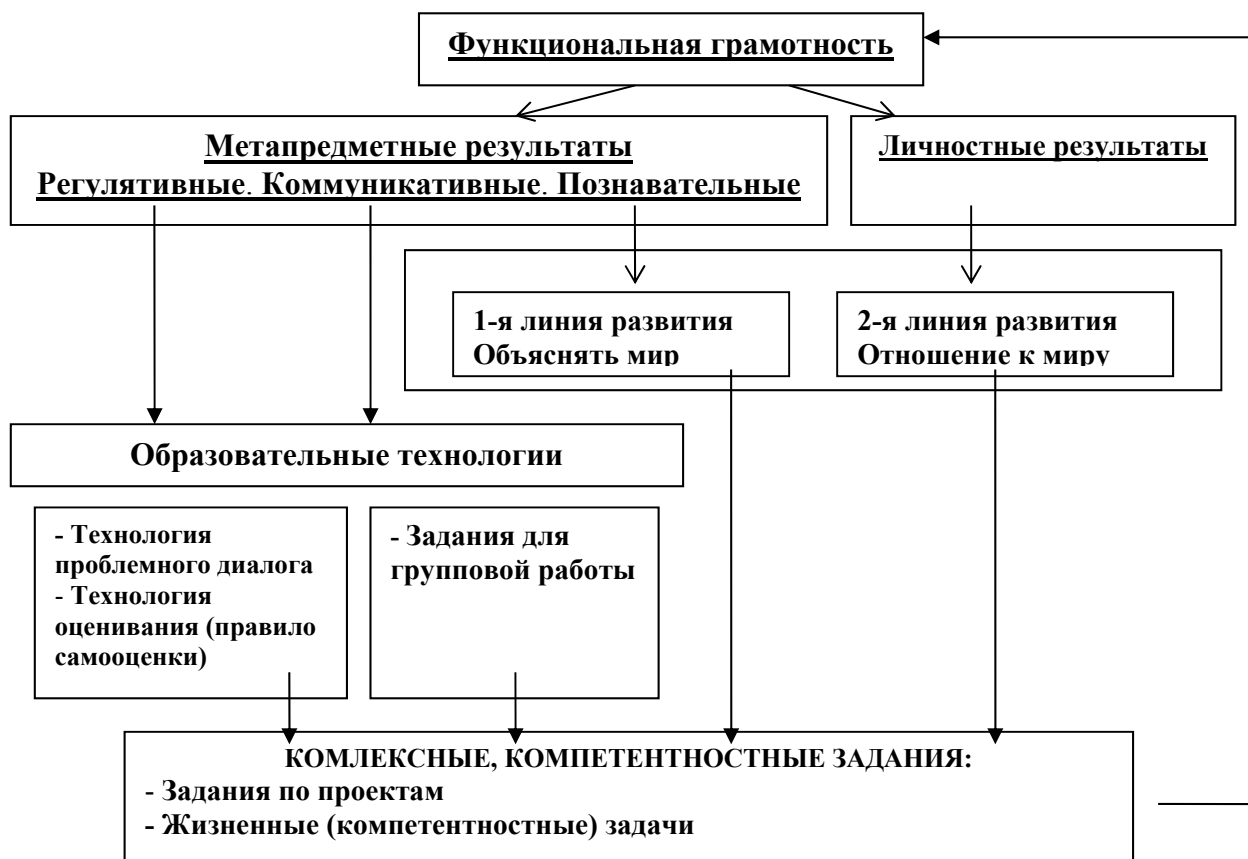 Функциональная грамотность
Метапредметные результаты
Регулятивные. Коммуникативные. Познавательные
Личностные результаты
1-я линия развития
Объяснять мир
2-я линия развития
Отношение к миру
Образовательные технологии
- Технология
проблемного диалога
- Технология
оценивания (правило
самооценки)
- Задания для
групповой работы
КОМЛЕКСНЫЕ, КОМПЕТЕНТНОСТНЫЕ ЗАДАНИЯ:
- Задания по проектам
- Жизненные (компетентностные) задачи